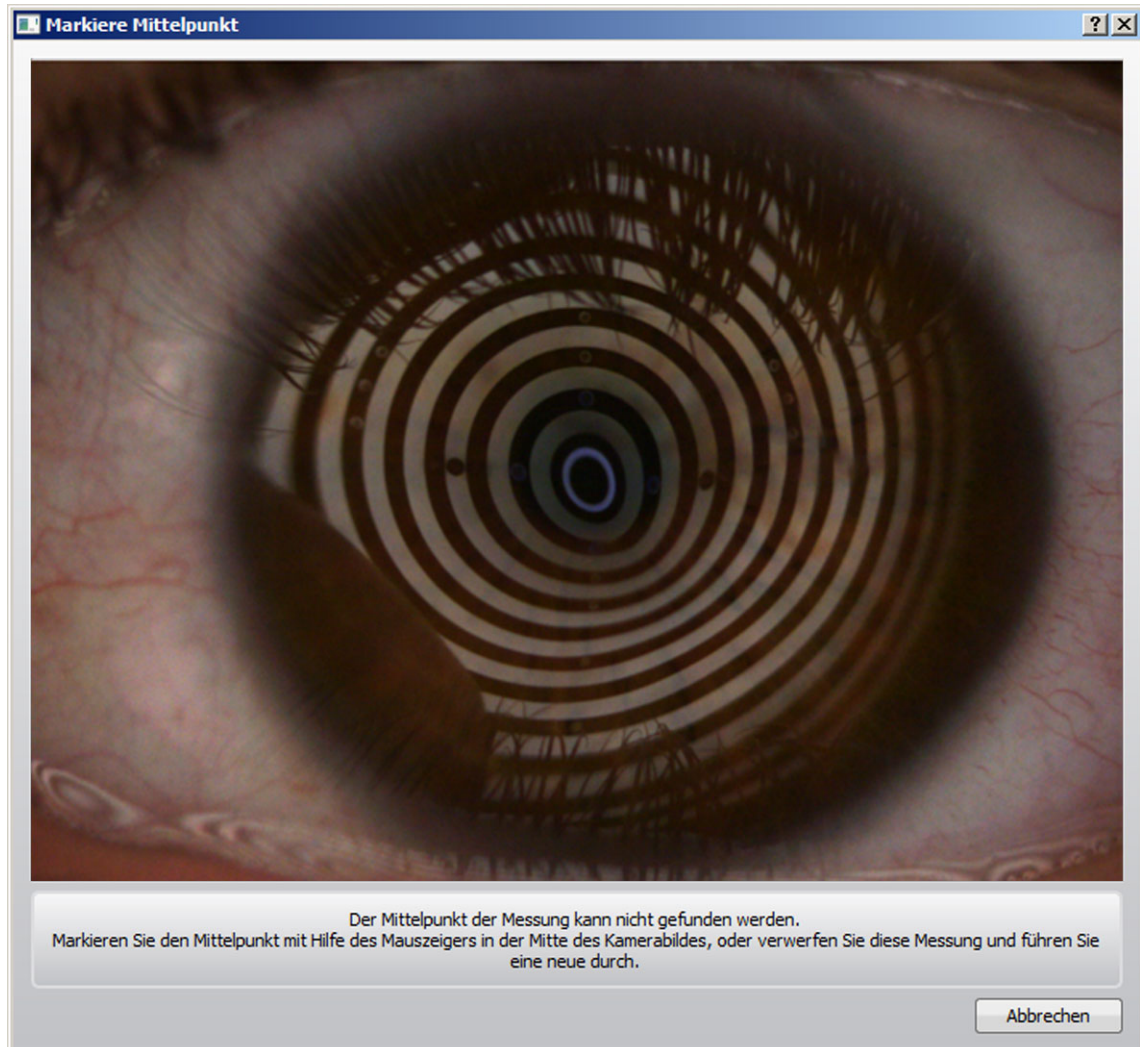 Markiere Mittelpunkt
Der Mittelpunkt der Messung kann nicht gefunden werden.
Markieren Sie den Mittelpunkt mit Hilfe des Mauszeigers in der Mitte des Kamerabildes, oder verwerfen Sie diese Messung und führen Sie
eine neue durch.
Abbrechen